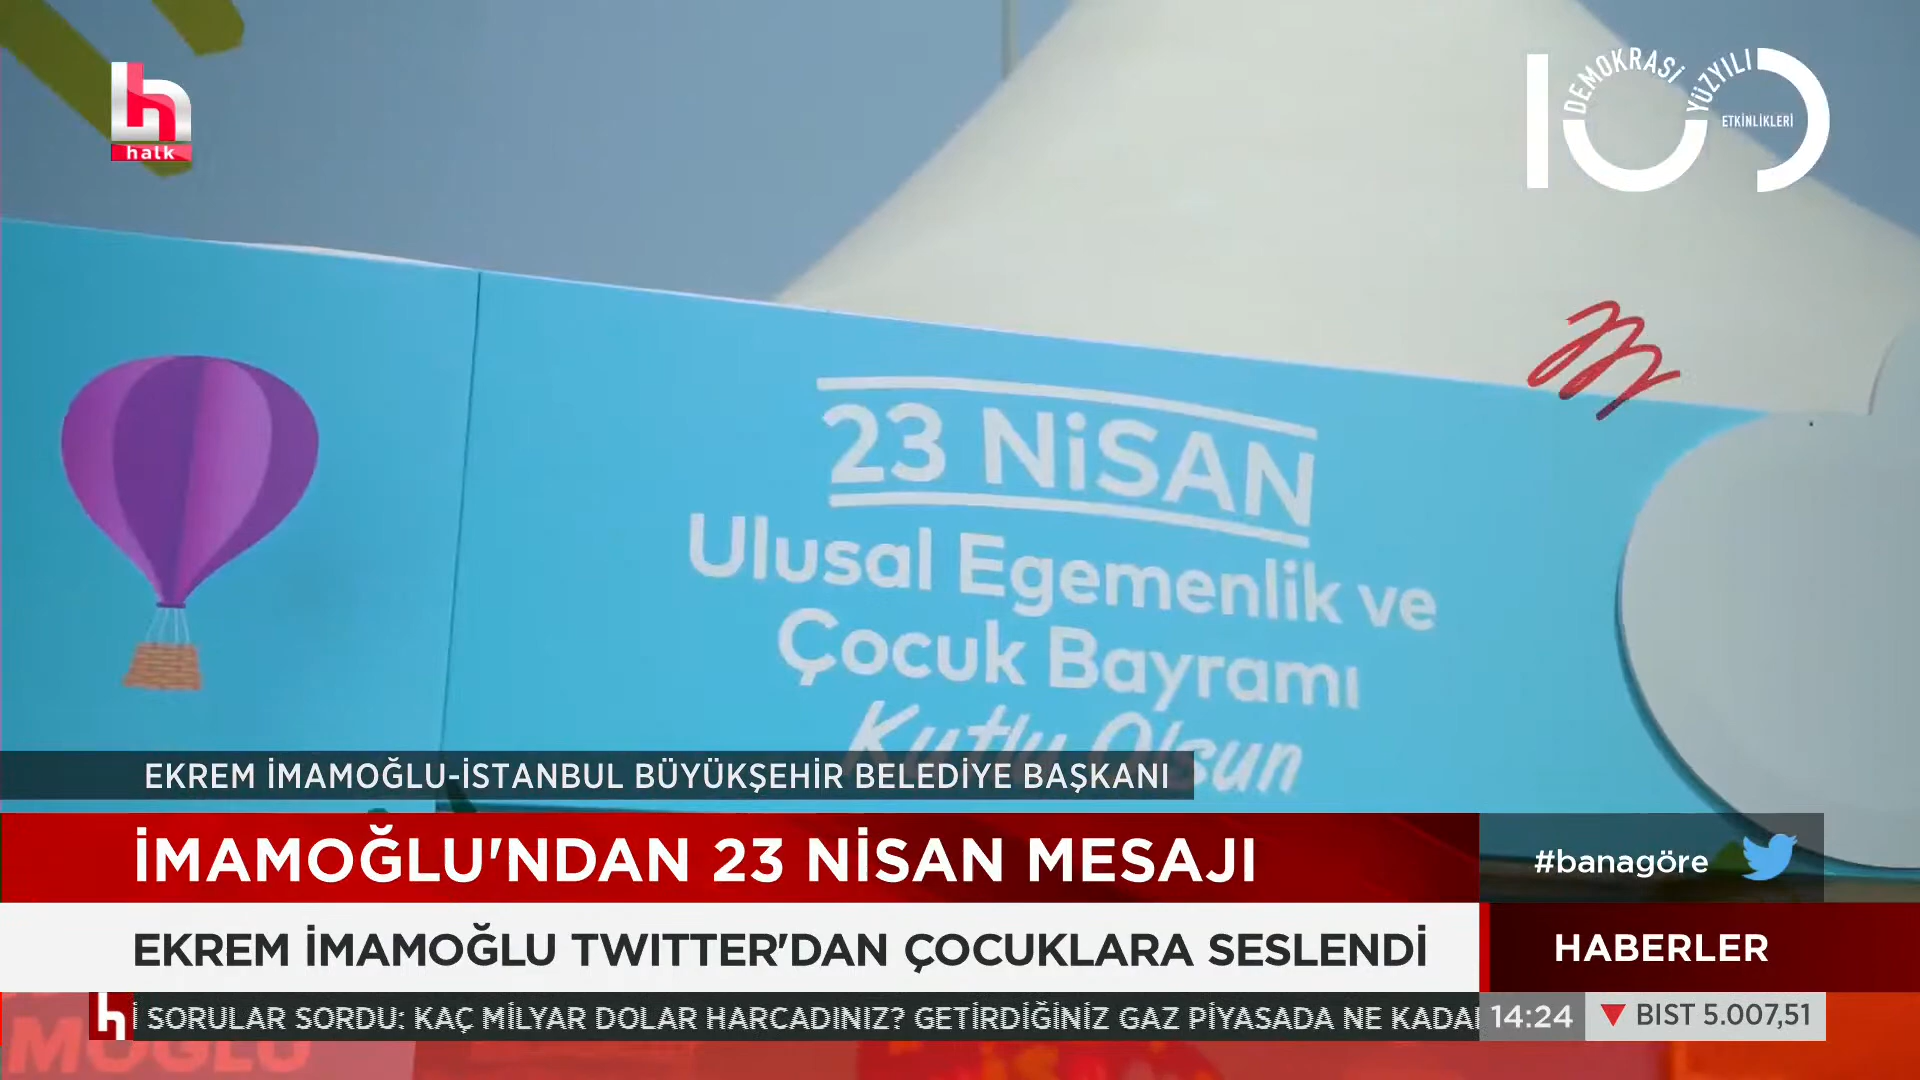 halk
DEMOKRASİ
YÜZYILI
ETKİNLİKLERİ
23 NiSAN
Ulusal Egemenlik ve
Çocuk Bayramı
Kutlu Olsun
EKREM İMAMOĞLU-İSTANBUL BÜYÜKŞEHİR BELEDİYE BAŞKANI
İMAMOĞLU'NDAN 23 NİSAN MESAJI
#banagöre
EKREM İMAMOĞLU TWITTER'DAN ÇOCUKLARA SESLENDİ
HABERLER
SORULAR SORDU: KAÇ MİLYAR DOLAR HARCADINIZ? GETİRDİĞİNİZ GAZ PİYASADA NE
14:24
BIST 5.007,51